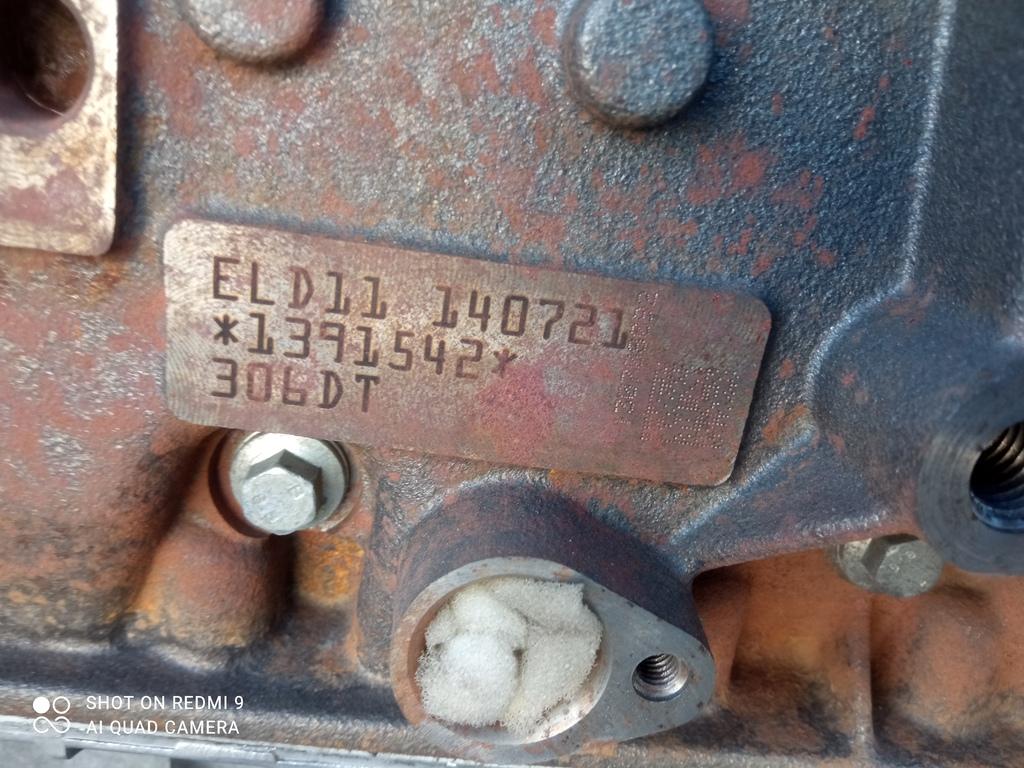 ELD11 140721
*1391542*
306DT
SHOT ON REDMI 9
AI QUAD CAMERA